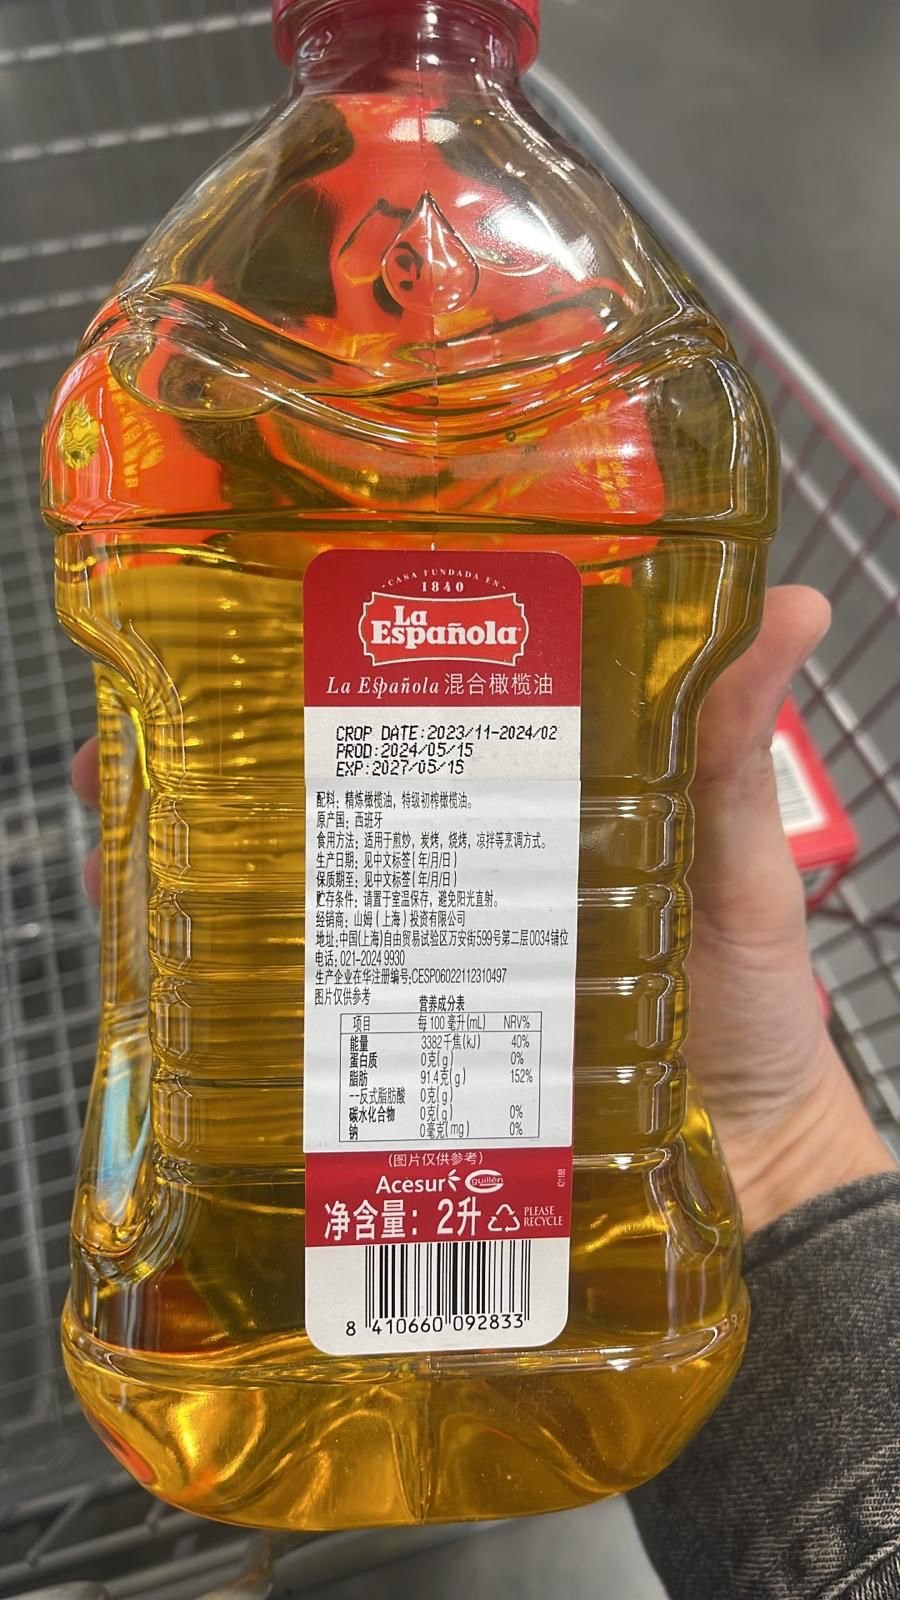 -CASA FUNDADA EN-
1840
La
Española
La Española 混合橄榄油
CROP DATE:2023/11-2024/02
PROD:2024/05/15
EXP:2027/05/15
配料：精炼橄榄油，特级初榨橄榄油。
原产国：西班牙
食用方法：适用于煎炒，炭烤，烧烤，凉拌等烹调方式。
生产日期：见中文标签(年/月/日)
保质期至：见中文标签(年/月/日)
贮存条件：请置于室温保存，避免阳光直射。
经销商：山姆(上海)投资有限公司
地址:中国(上海)自由贸易试验区万安街599号第二层0034铺位
电话：021-2024 9930
生产企业在华注册编号:CESP06022112310497
图片仅供参考
营养成分表
项目 每100毫升(mL) NRV%
能量 3382千焦(kJ) 40%
蛋白质 0克(g) 0%
脂肪 91.4克(g) 152%
--反式脂肪酸 0克(g)
碳水化合物 0克(g) 0%
钠 0毫克(mg) 0%
(图片仅供参考)
Acesur guillén
净含量：2升 PLEASE RECYCLE
8 410660 092833